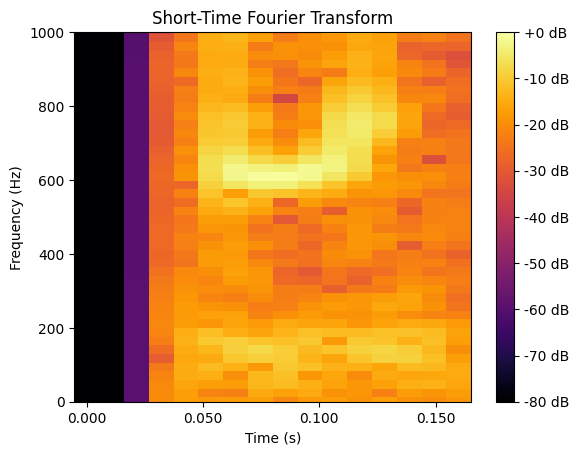 Short-Time Fourier Transform
1000
800
600
400
200
0
Frequency (Hz)
0.000
0.050
0.100
0.150
Time (s)
+0 dB
-10 dB
-20 dB
-30 dB
-40 dB
-50 dB
-60 dB
-70 dB
-80 dB